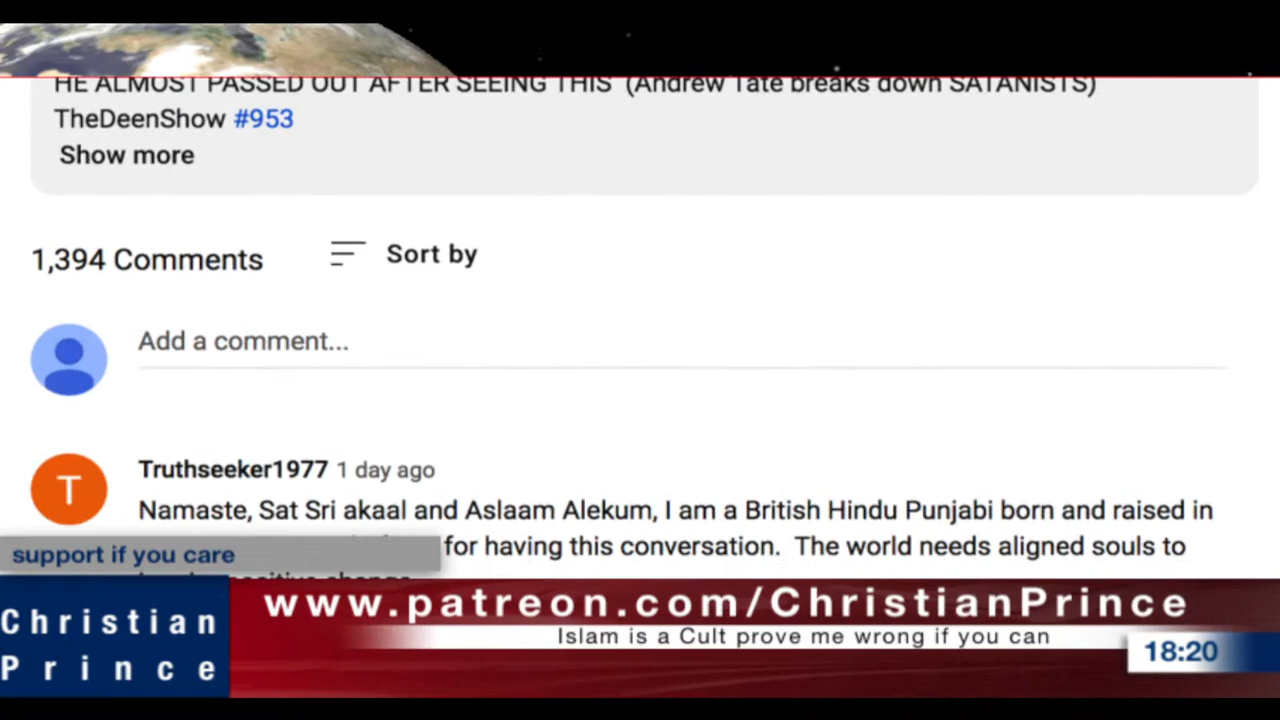 HE ALMOST PASSED OUT AFTER SEEING THIS (Andrew Tate breaks down SATANISTS)
TheDeenShow #953
Show more
1,394 Comments
Sort by
Add a comment...
T
Truthseeker1977 1 day ago
Namaste, Sat Sri akaal and Aslaam Alekum, I am a British Hindu Punjabi born and raised in
for having this conversation. The world needs aligned souls to
positive change
support if you care
Christian
Prince
www.patreon.com/ChristianPrince
Islam is a Cult prove me wrong if you can
18:20